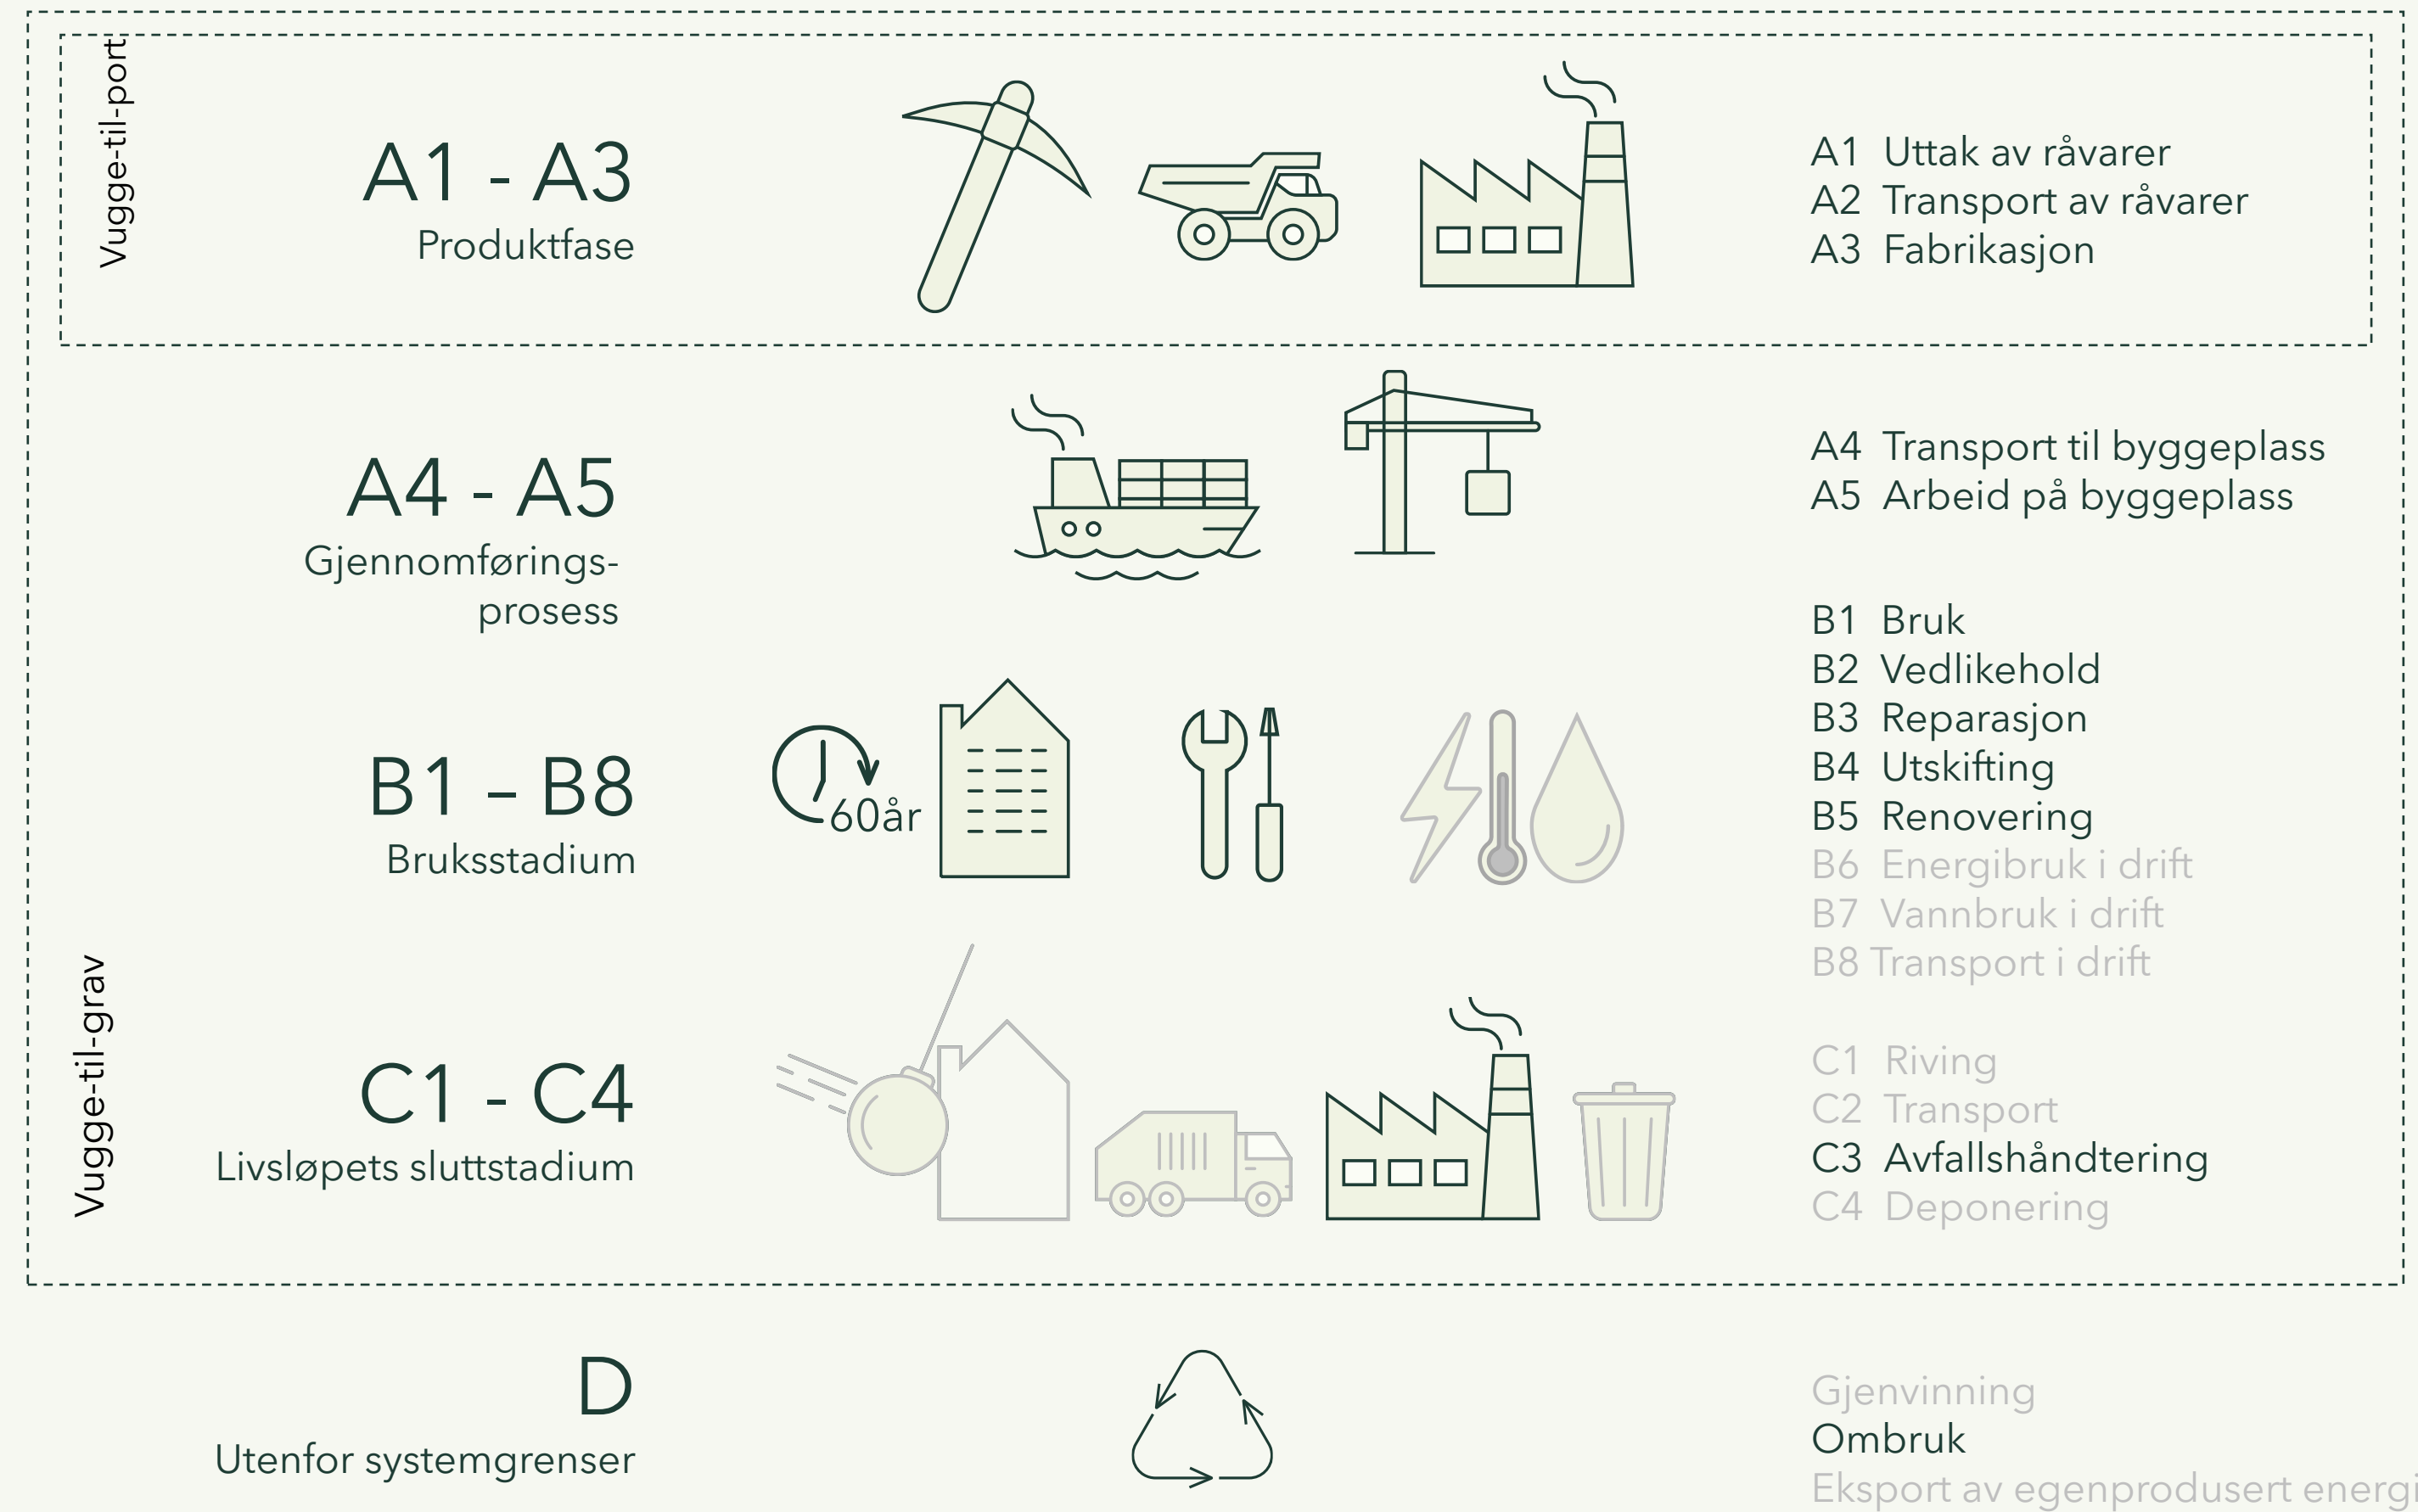 Vugge-til-port
A1 - A3
Produktfase
A1 Uttak av råvarer
A2 Transport av råvarer
A3 Fabrikasjon
A4 - A5
Gjennomførings-
prosess
A4 Transport til byggeplass
A5 Arbeid på byggeplass
B1 – B8
Bruksstadium
60år
B1 Bruk
B2 Vedlikehold
B3 Reparasjon
B4 Utskifting
B5 Renovering
B6 Energibruk i drift
B7 Vannbruk i drift
B8 Transport i drift
Vugge-til-grav
C1 - C4
Livsløpets sluttstadium
C1 Riving
C2 Transport
C3 Avfallshåndtering
C4 Deponering
D
Utenfor systemgrenser
Gjenvinning
Ombruk
Eksport av egenprodusert energi